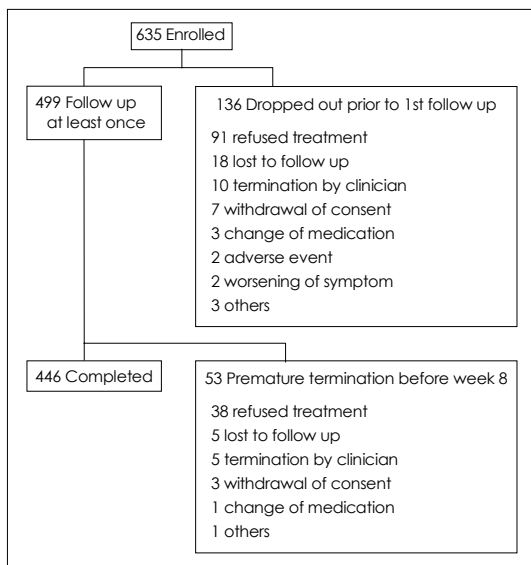 635 Enrolled
499 Follow up
at least once
136 Dropped out prior to 1st follow up
91 refused treatment
18 lost to follow up
10 termination by clinician
7 withdrawal of consent
3 change of medication
2 adverse event
2 worsening of symptom
3 others
446 Completed
53 Premature termination before week 8
38 refused treatment
5 lost to follow up
5 termination by clinician
3 withdrawal of consent
1 change of medication
1 others